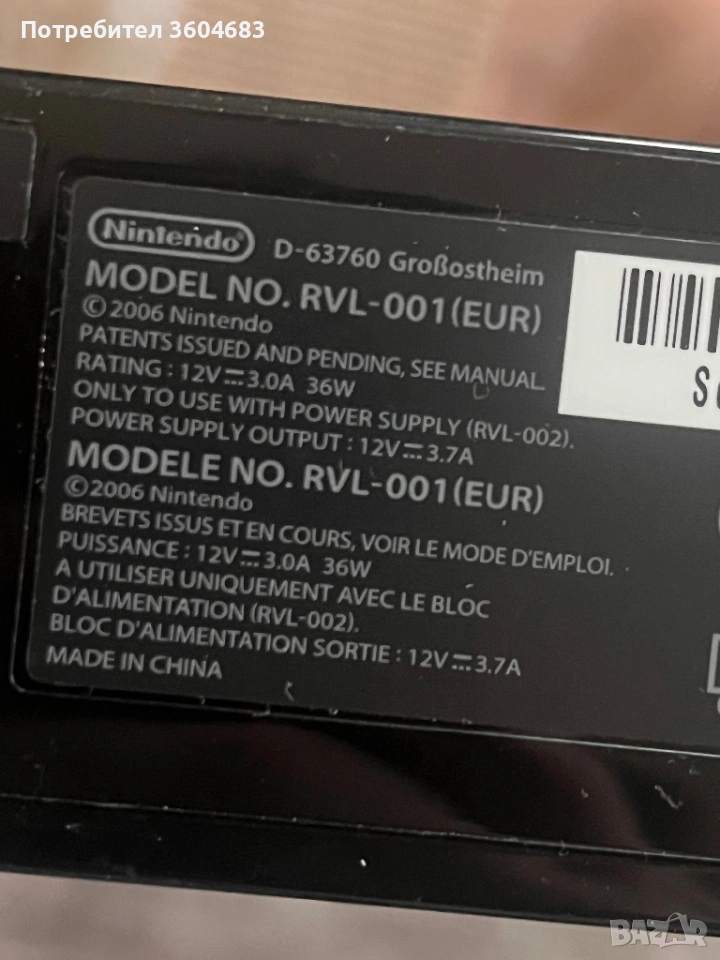 Потребител 3604683
Nintendo D-63760 Großostheim
MODEL NO. RVL-001(EUR)
©2006 Nintendo
PATENTS ISSUED AND PENDING, SEE MANUAL.
RATING : 12V⎓3.0A 36W
ONLY TO USE WITH POWER SUPPLY (RVL-002).
POWER SUPPLY OUTPUT : 12V⎓3.7A
MODELE NO. RVL-001(EUR)
©2006 Nintendo
BREVETS ISSUS ET EN COURS, VOIR LE MODE D'EMPLOI.
PUISSANCE : 12V⎓3.0A 36W
A UTILISER UNIQUEMENT AVEC LE BLOC
D'ALIMENTATION (RVL-002).
BLOC D'ALIMENTATION SORTIE : 12V⎓3.7A
MADE IN CHINA
BAZAR